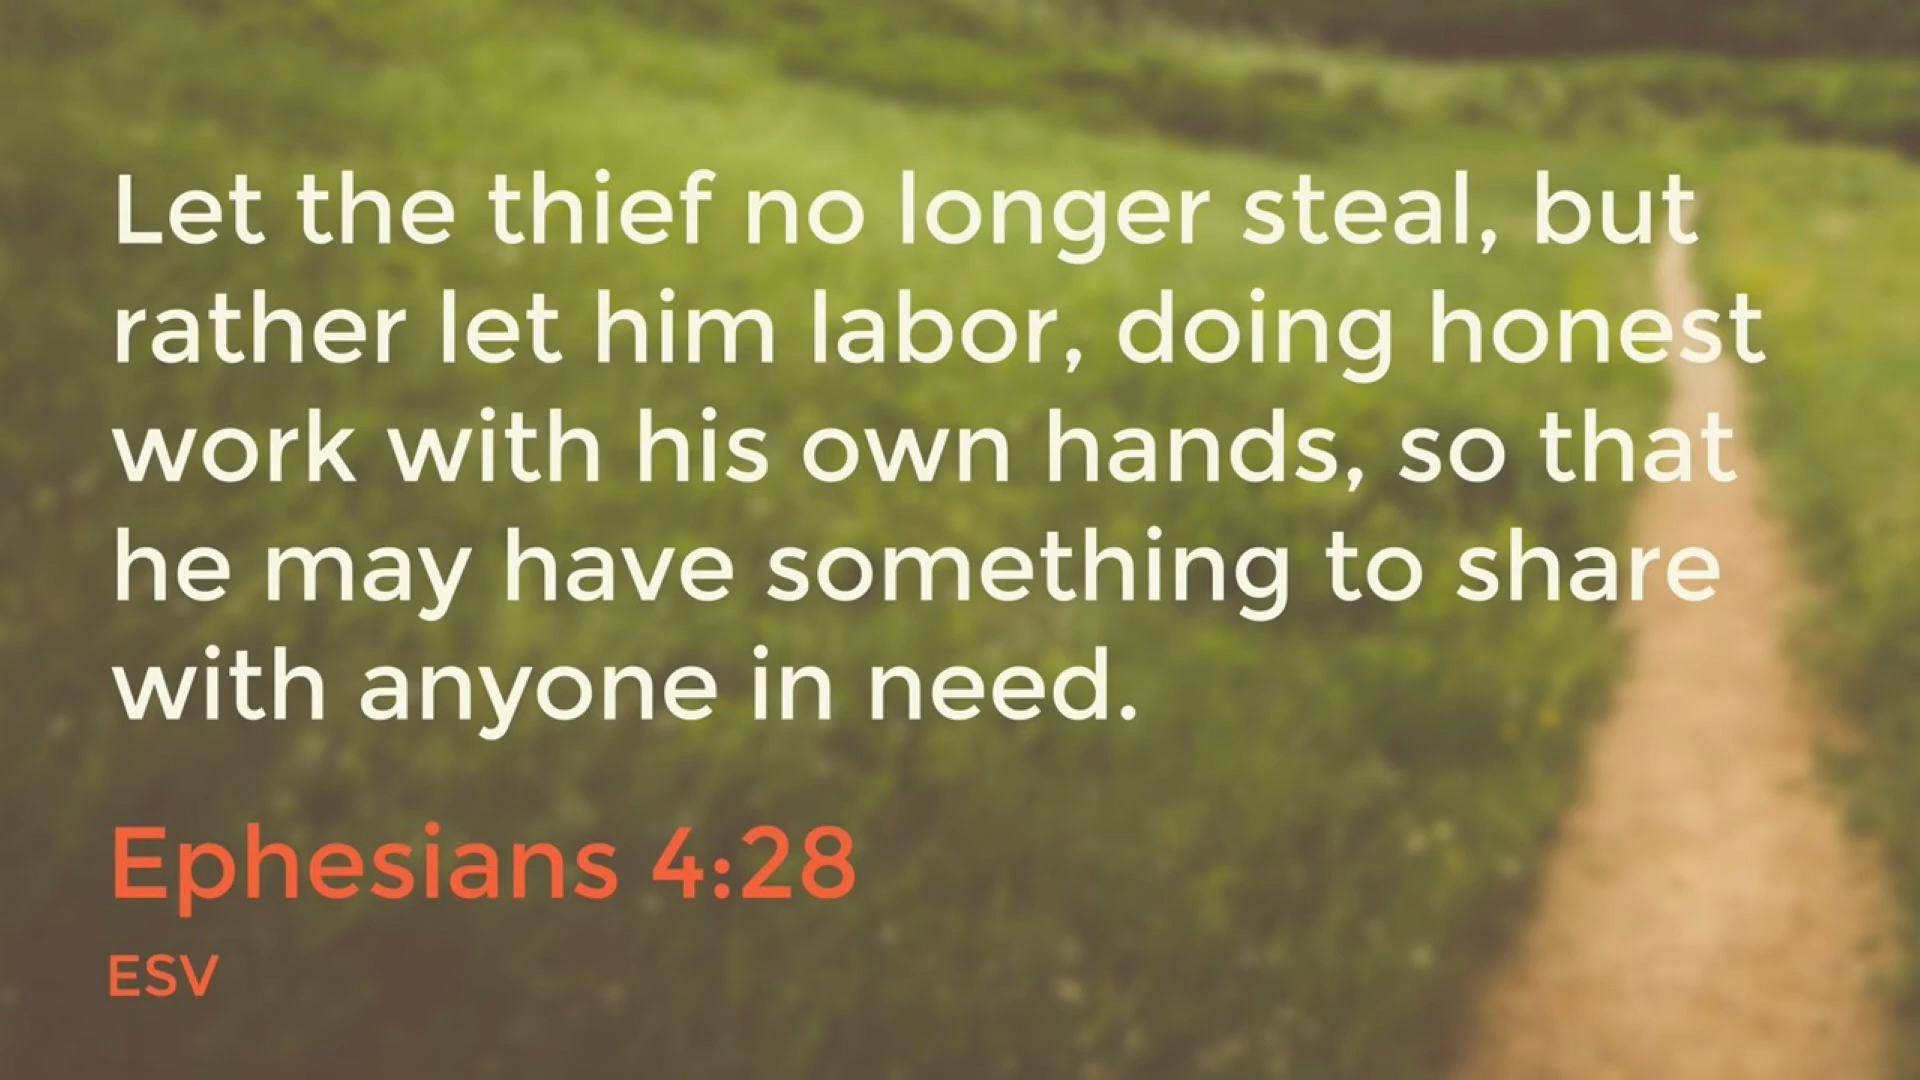 Let the thief no longer steal, but
rather let him labor, doing honest
work with his own hands, so that
he may have something to share
with anyone in need.
Ephesians 4:28
ESV